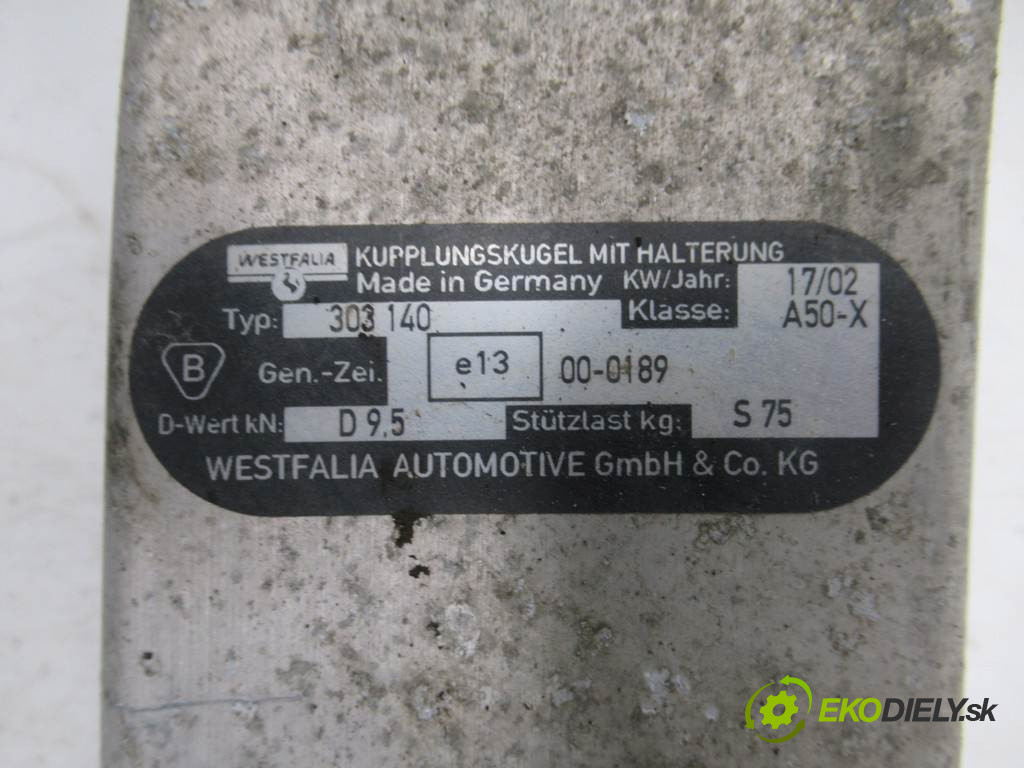 WESTFALIA KUPPLUNGSKUGEL MIT HALTERUNG
Made in Germany KW/Jahr: 17/02
Typ: 303 140 Klasse: A50-X
B Gen.-Zei. e13 00-0189
D-Wert kN: D 9,5 Stützlast kg: S 75
WESTFALIA AUTOMOTIVE GmbH & Co. KG
EKODIELY.sk